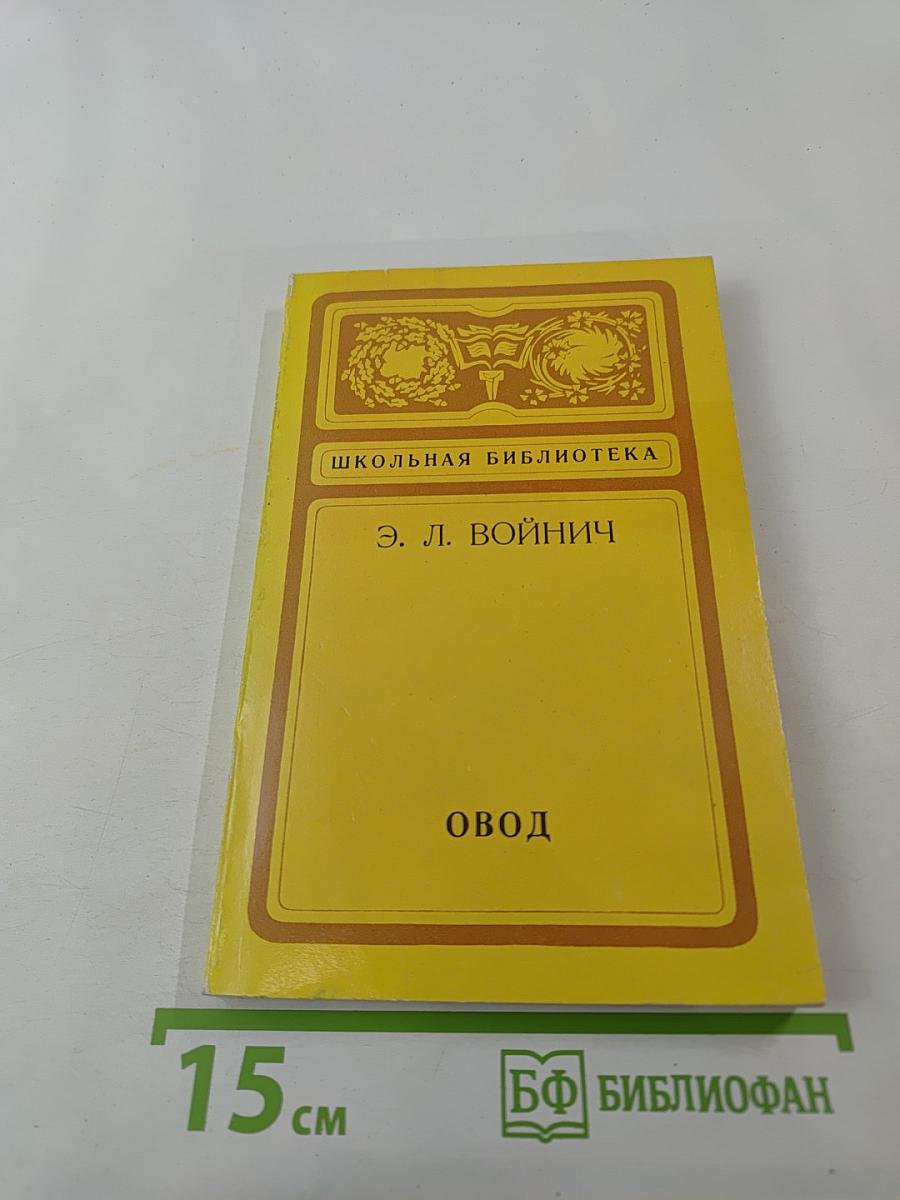 ШКОЛЬНАЯ БИБЛИОТЕКА
Э. Л. ВОЙНИЧ
ОВОД
15 см
БФ БИБЛИОФАН